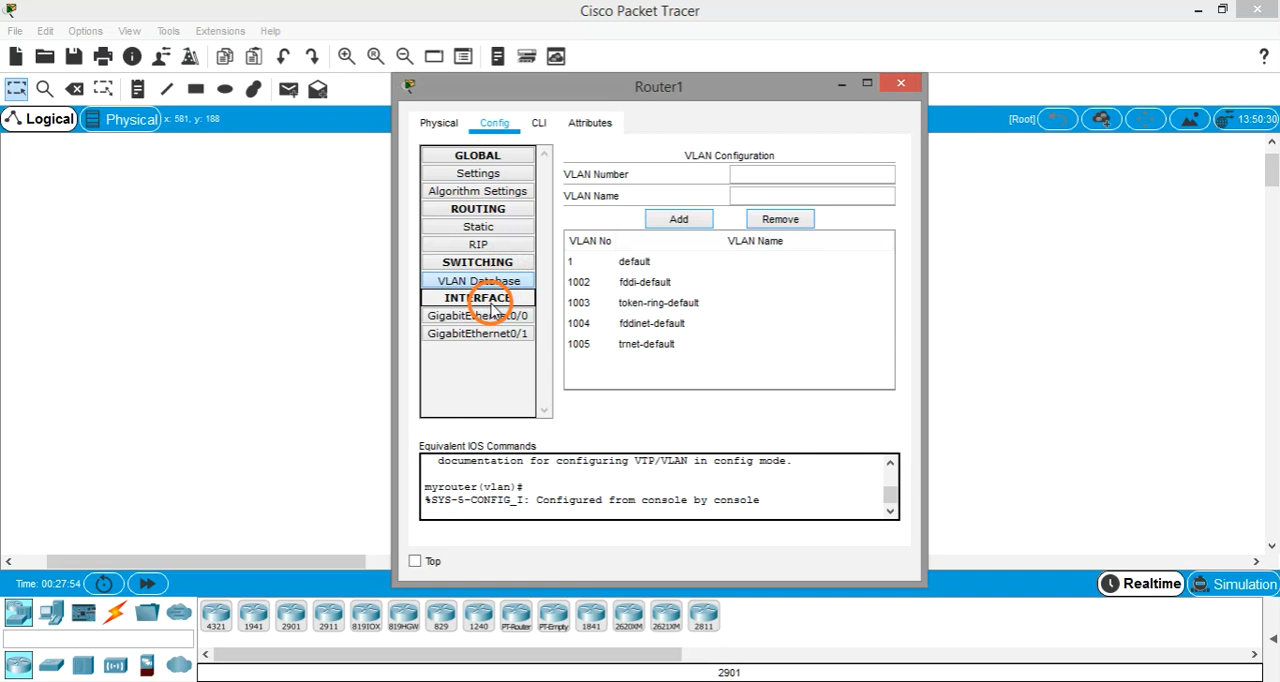 Cisco Packet Tracer
File Edit Options View Tools Extensions Help
?
Router1
Logical
Physical
x: 581, y: 188
[Root]
13:50:30
Physical Config CLI Attributes
GLOBAL
Settings
Algorithm Settings
ROUTING
Static
RIP
SWITCHING
VLAN Database
INTERFACE
GigabitEthernet0/0
GigabitEthernet0/1
VLAN Configuration
VLAN Number
VLAN Name
Add Remove
VLAN No VLAN Name
1 default
1002 fddi-default
1003 token-ring-default
1004 fddinet-default
1005 trnet-default
Equivalent IOS Commands
documentation for configuring VTP/VLAN in config mode.
myrouter(vlan)#
%SYS-5-CONFIG_I: Configured from console by console
Top
Time: 00:27:54
Realtime
Simulation
4321 1941 2901 2911 819IOX 819HGW 829 1240 PT-Router PT-Empty 1841 2620XM 2621XM 2811
2901